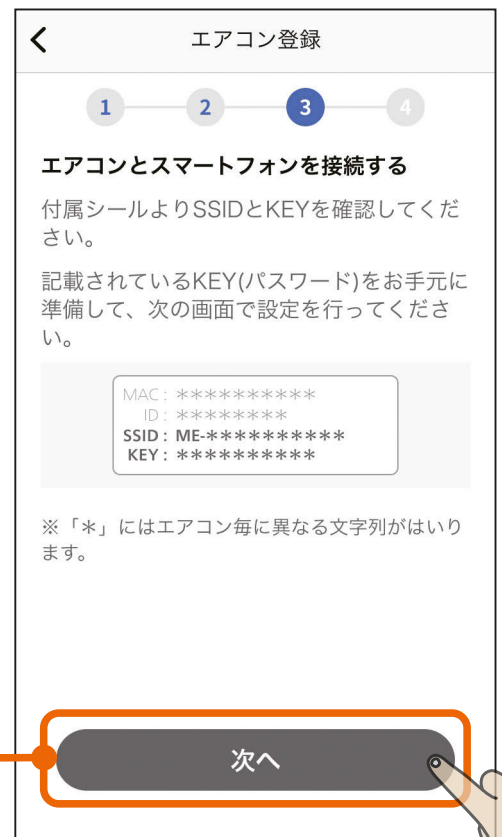 エアコン登録
1 2 3 4
エアコンとスマートフォンを接続する
付属シールよりSSIDとKEYを確認してくだ
さい。
記載されているKEY(パスワード)をお手元に
準備して、次の画面で設定を行ってくださ
い。
MAC : **********
ID : ********
SSID : ME-**********
KEY : **********
※「*」にはエアコン毎に異なる文字列がはいり
ます。
次へ